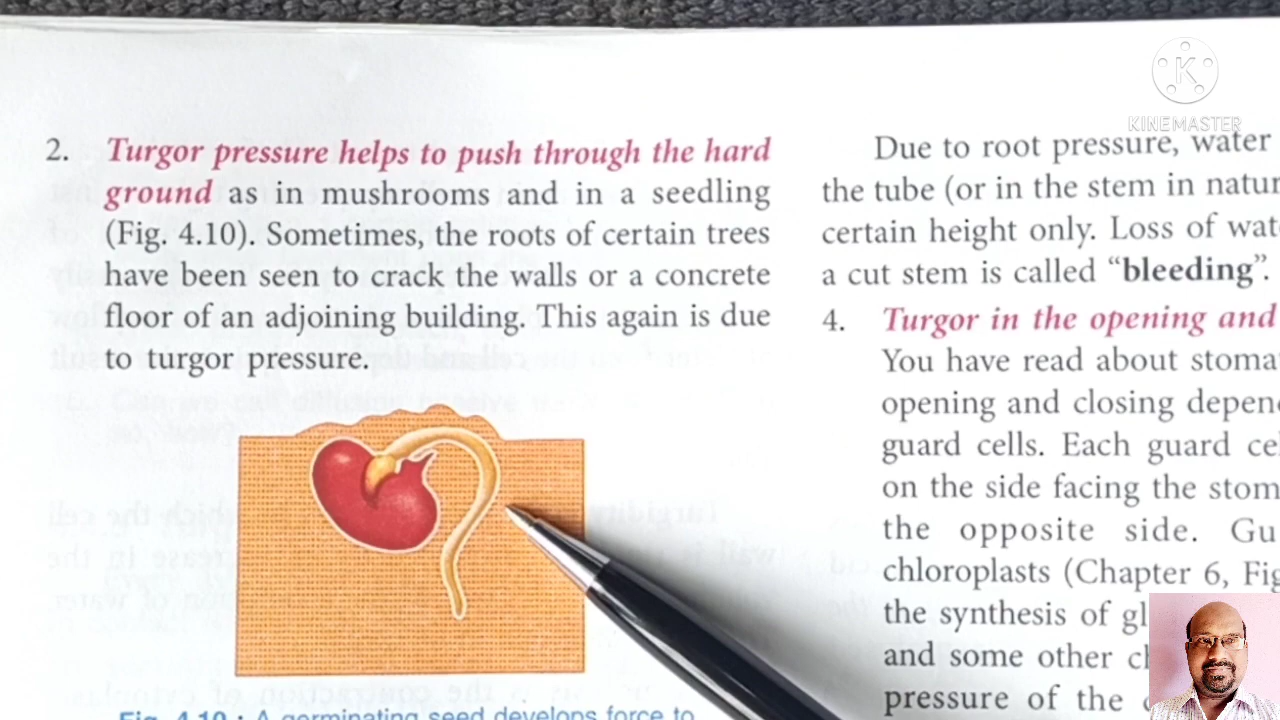 2. Turgor pressure helps to push through the hard
ground as in mushrooms and in a seedling
(Fig. 4.10). Sometimes, the roots of certain trees
have been seen to crack the walls or a concrete
floor of an adjoining building. This again is due
to turgor pressure.
Fig. 4.10 : A germinating seed develops force to
Due to root pressure, water
the tube (or in the stem in natur
certain height only. Loss of wat
a cut stem is called “bleeding”.
4. Turgor in the opening and
You have read about stoma
opening and closing depen
guard cells. Each guard cel
on the side facing the stom
the opposite side. Gu
chloroplasts (Chapter 6, Fig
the synthesis of gl
and some other c
pressure of the
K
KINEMASTER